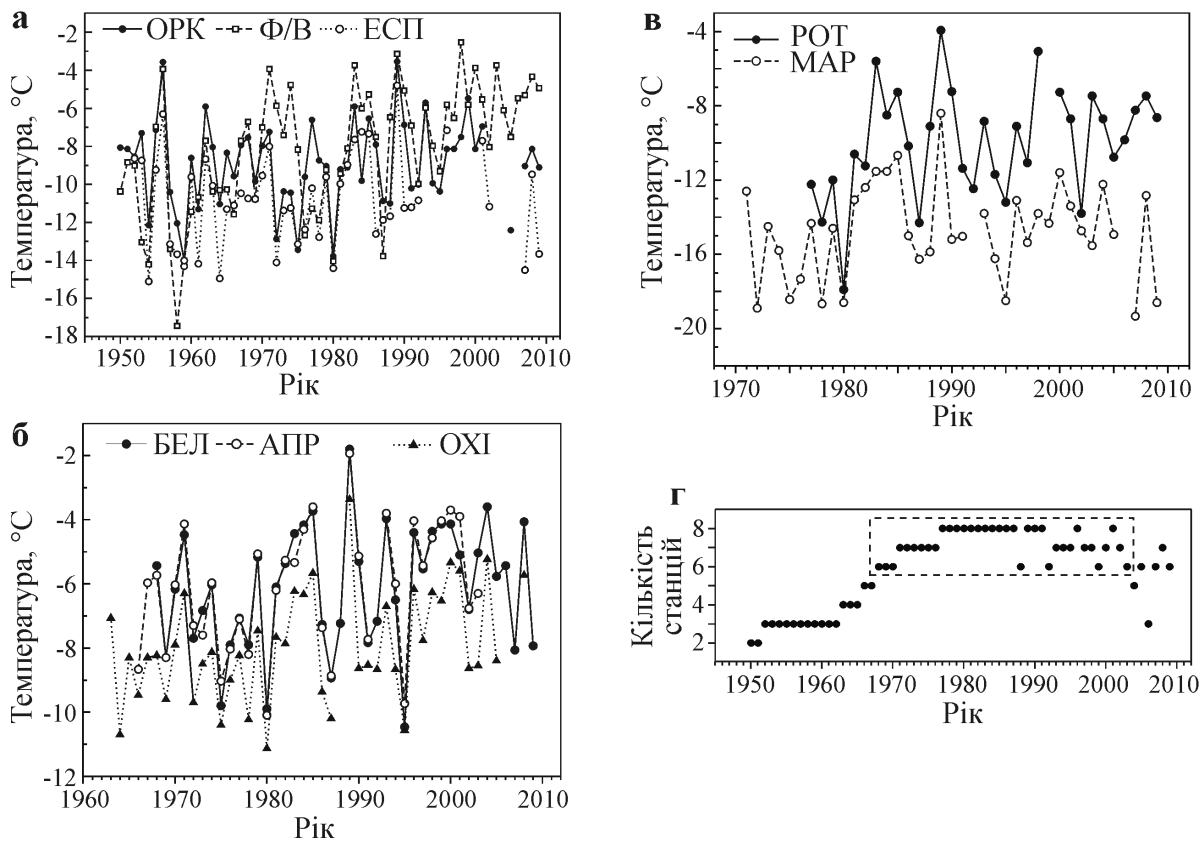 а
ОРК Ф/В ЕСП
Температура, °C
-2
-4
-6
-8
-10
-12
-14
-16
-18
1950 1960 1970 1980 1990 2000 2010
Рік
в
РОТ
МАР
Температура, °C
-4
-8
-12
-16
-20
1970 1980 1990 2000 2010
Рік
б
БЕЛ АПР ОХІ
Температура, °C
-2
-4
-6
-8
-10
-12
1960 1970 1980 1990 2000 2010
Рік
г
Кількість
станцій
8
6
4
2
1950 1960 1970 1980 1990 2000 2010
Рік